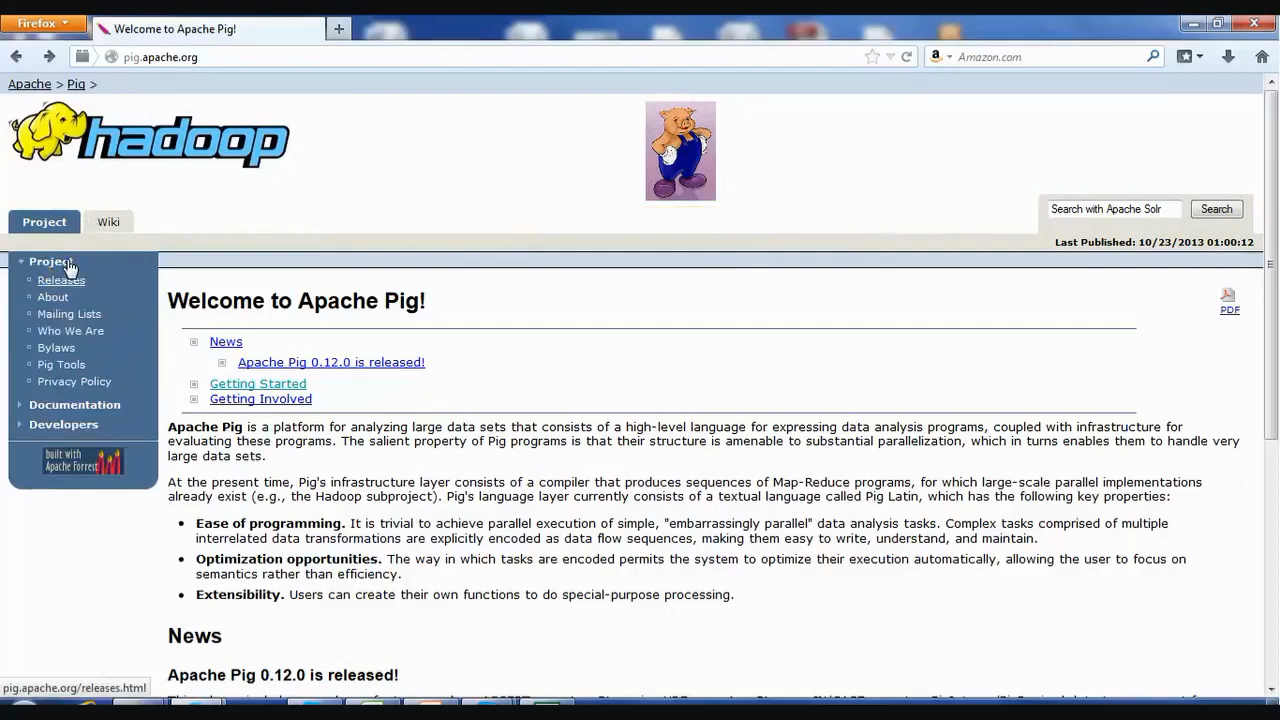 Firefox
Welcome to Apache Pig!
pig.apache.org
Amazon.com
Apache > Pig >
hadoop
Project
Wiki
Search with Apache Solr
Search
Last Published: 10/23/2013 01:00:12
Project
Releases
About
Mailing Lists
Who We Are
Bylaws
Pig Tools
Privacy Policy
Documentation
Developers
built with
Apache Forrest
Welcome to Apache Pig!
PDF
News
Apache Pig 0.12.0 is released!
Getting Started
Getting Involved
Apache Pig is a platform for analyzing large data sets that consists of a high-level language for expressing data analysis programs, coupled with infrastructure for
evaluating these programs. The salient property of Pig programs is that their structure is amenable to substantial parallelization, which in turns enables them to handle very
large data sets.
At the present time, Pig's infrastructure layer consists of a compiler that produces sequences of Map-Reduce programs, for which large-scale parallel implementations
already exist (e.g., the Hadoop subproject). Pig's language layer currently consists of a textual language called Pig Latin, which has the following key properties:
Ease of programming. It is trivial to achieve parallel execution of simple, "embarrassingly parallel" data analysis tasks. Complex tasks comprised of multiple
interrelated data transformations are explicitly encoded as data flow sequences, making them easy to write, understand, and maintain.
Optimization opportunities. The way in which tasks are encoded permits the system to optimize their execution automatically, allowing the user to focus on
semantics rather than efficiency.
Extensibility. Users can create their own functions to do special-purpose processing.
News
Apache Pig 0.12.0 is released!
pig.apache.org/releases.html